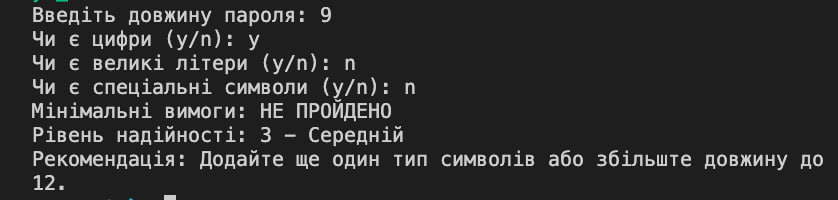 Введіть довжину пароля: 9
Чи є цифри (y/n): y
Чи є великі літери (y/n): n
Чи є спеціальні символи (y/n): n
Мінімальні вимоги: НЕ ПРОЙДЕНО
Рівень надійності: 3 – Середній
Рекомендація: Додайте ще один тип символів або збільште довжину до
12.